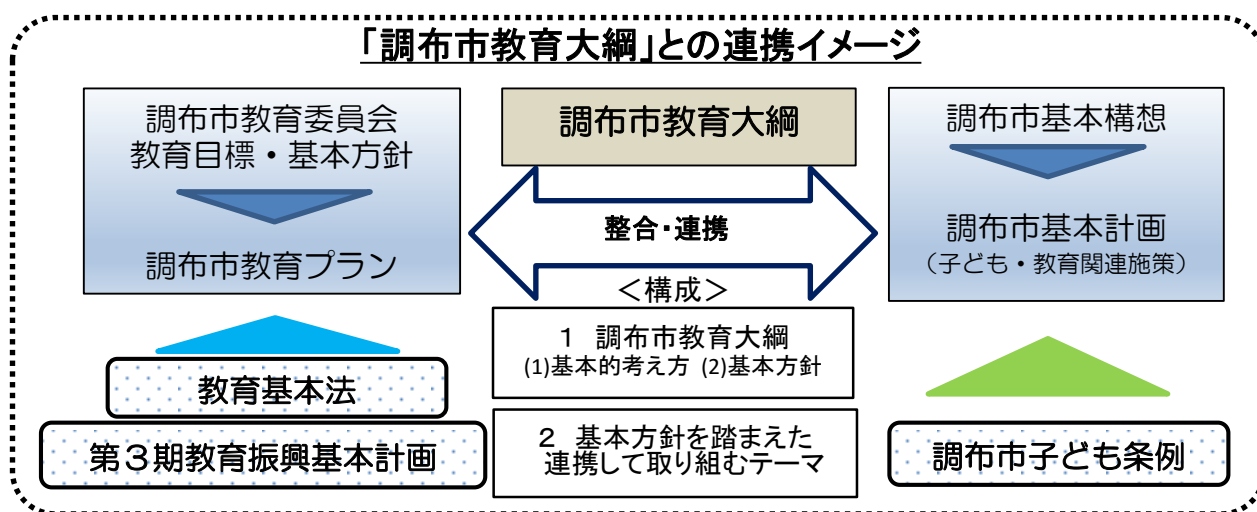 「調布市教育大綱」との連携イメージ
調布市教育委員会
教育目標・基本方針
調布市教育プラン
教育基本法
第3期教育振興基本計画
調布市教育大綱
整合・連携
＜構成＞
1 調布市教育大綱
(1)基本的考え方 (2)基本方針
2 基本方針を踏まえた
連携して取り組むテーマ
調布市基本構想
調布市基本計画
（子ども・教育関連施策）
調布市子ども条例